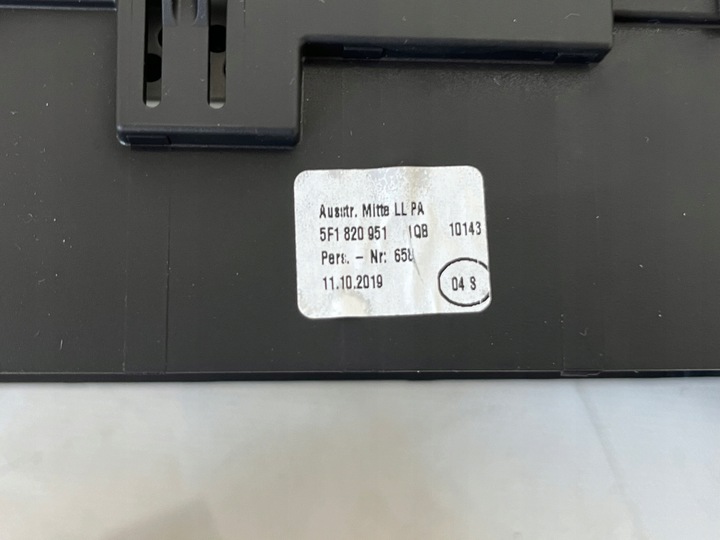 Ausstr. Mitte LL PA
5F1 820 951 1QB 10143
Pers. - Nr: 658
11.10.2019
04 S